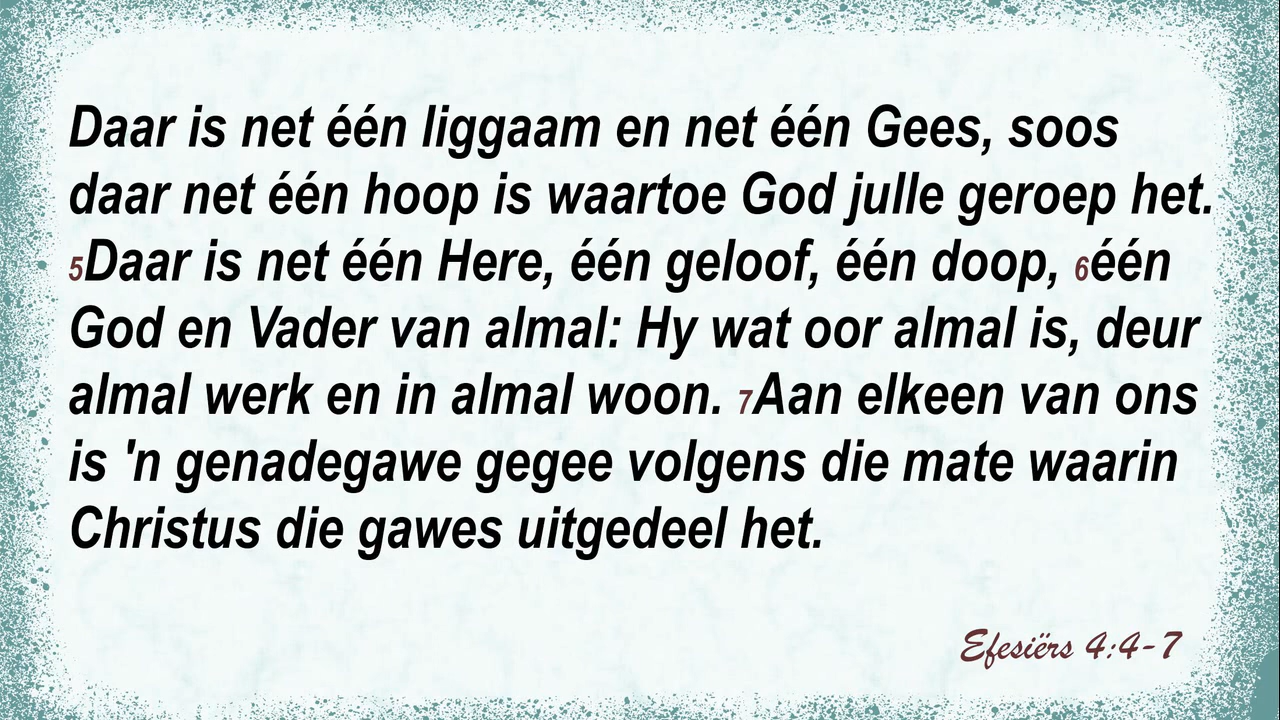 Daar is net één liggaam en net één Gees, soos
daar net één hoop is waartoe God julle geroep het.
5Daar is net één Here, één geloof, één doop, 6één
God en Vader van almal: Hy wat oor almal is, deur
almal werk en in almal woon. 7Aan elkeen van ons
is 'n genadegawe gegee volgens die mate waarin
Christus die gawes uitgedeel het.
Efesiërs 4:4-7